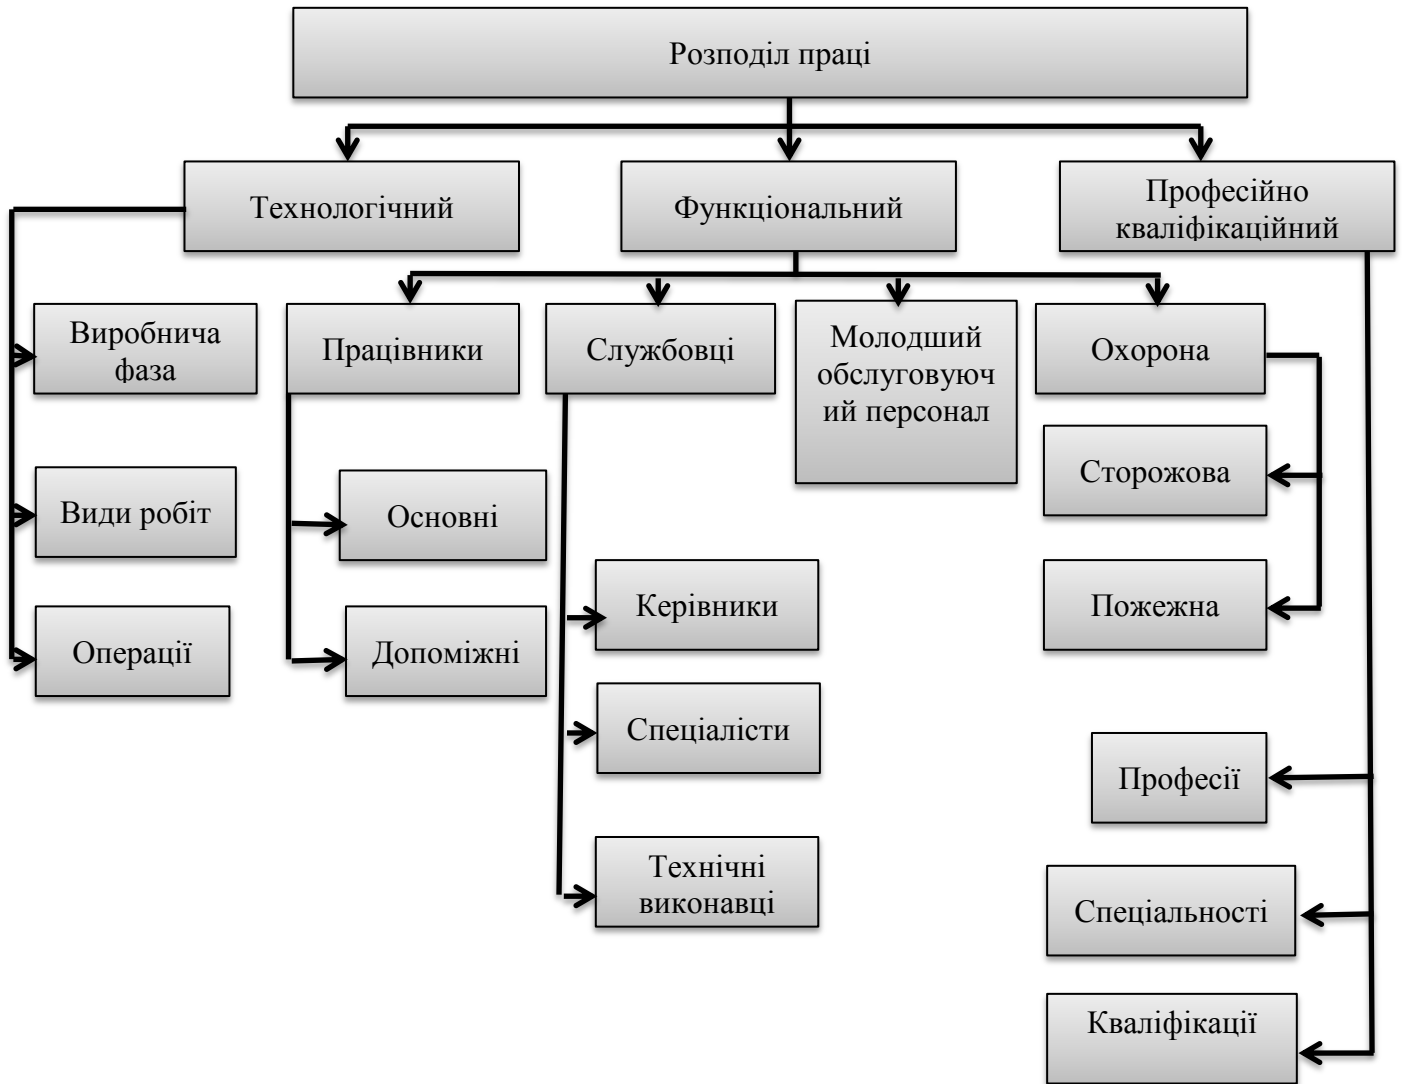 Розподіл праці
Технологічний
Функціональний
Професійно
кваліфікаційний
Виробнича
фаза
Працівники
Службовці
Молодший
обслуговуюч
ий персонал
Охорона
Сторожова
Види робіт
Основні
Керівники
Пожежна
Операції
Допоміжні
Спеціалісти
Професії
Технічні
виконавці
Спеціальності
Кваліфікації